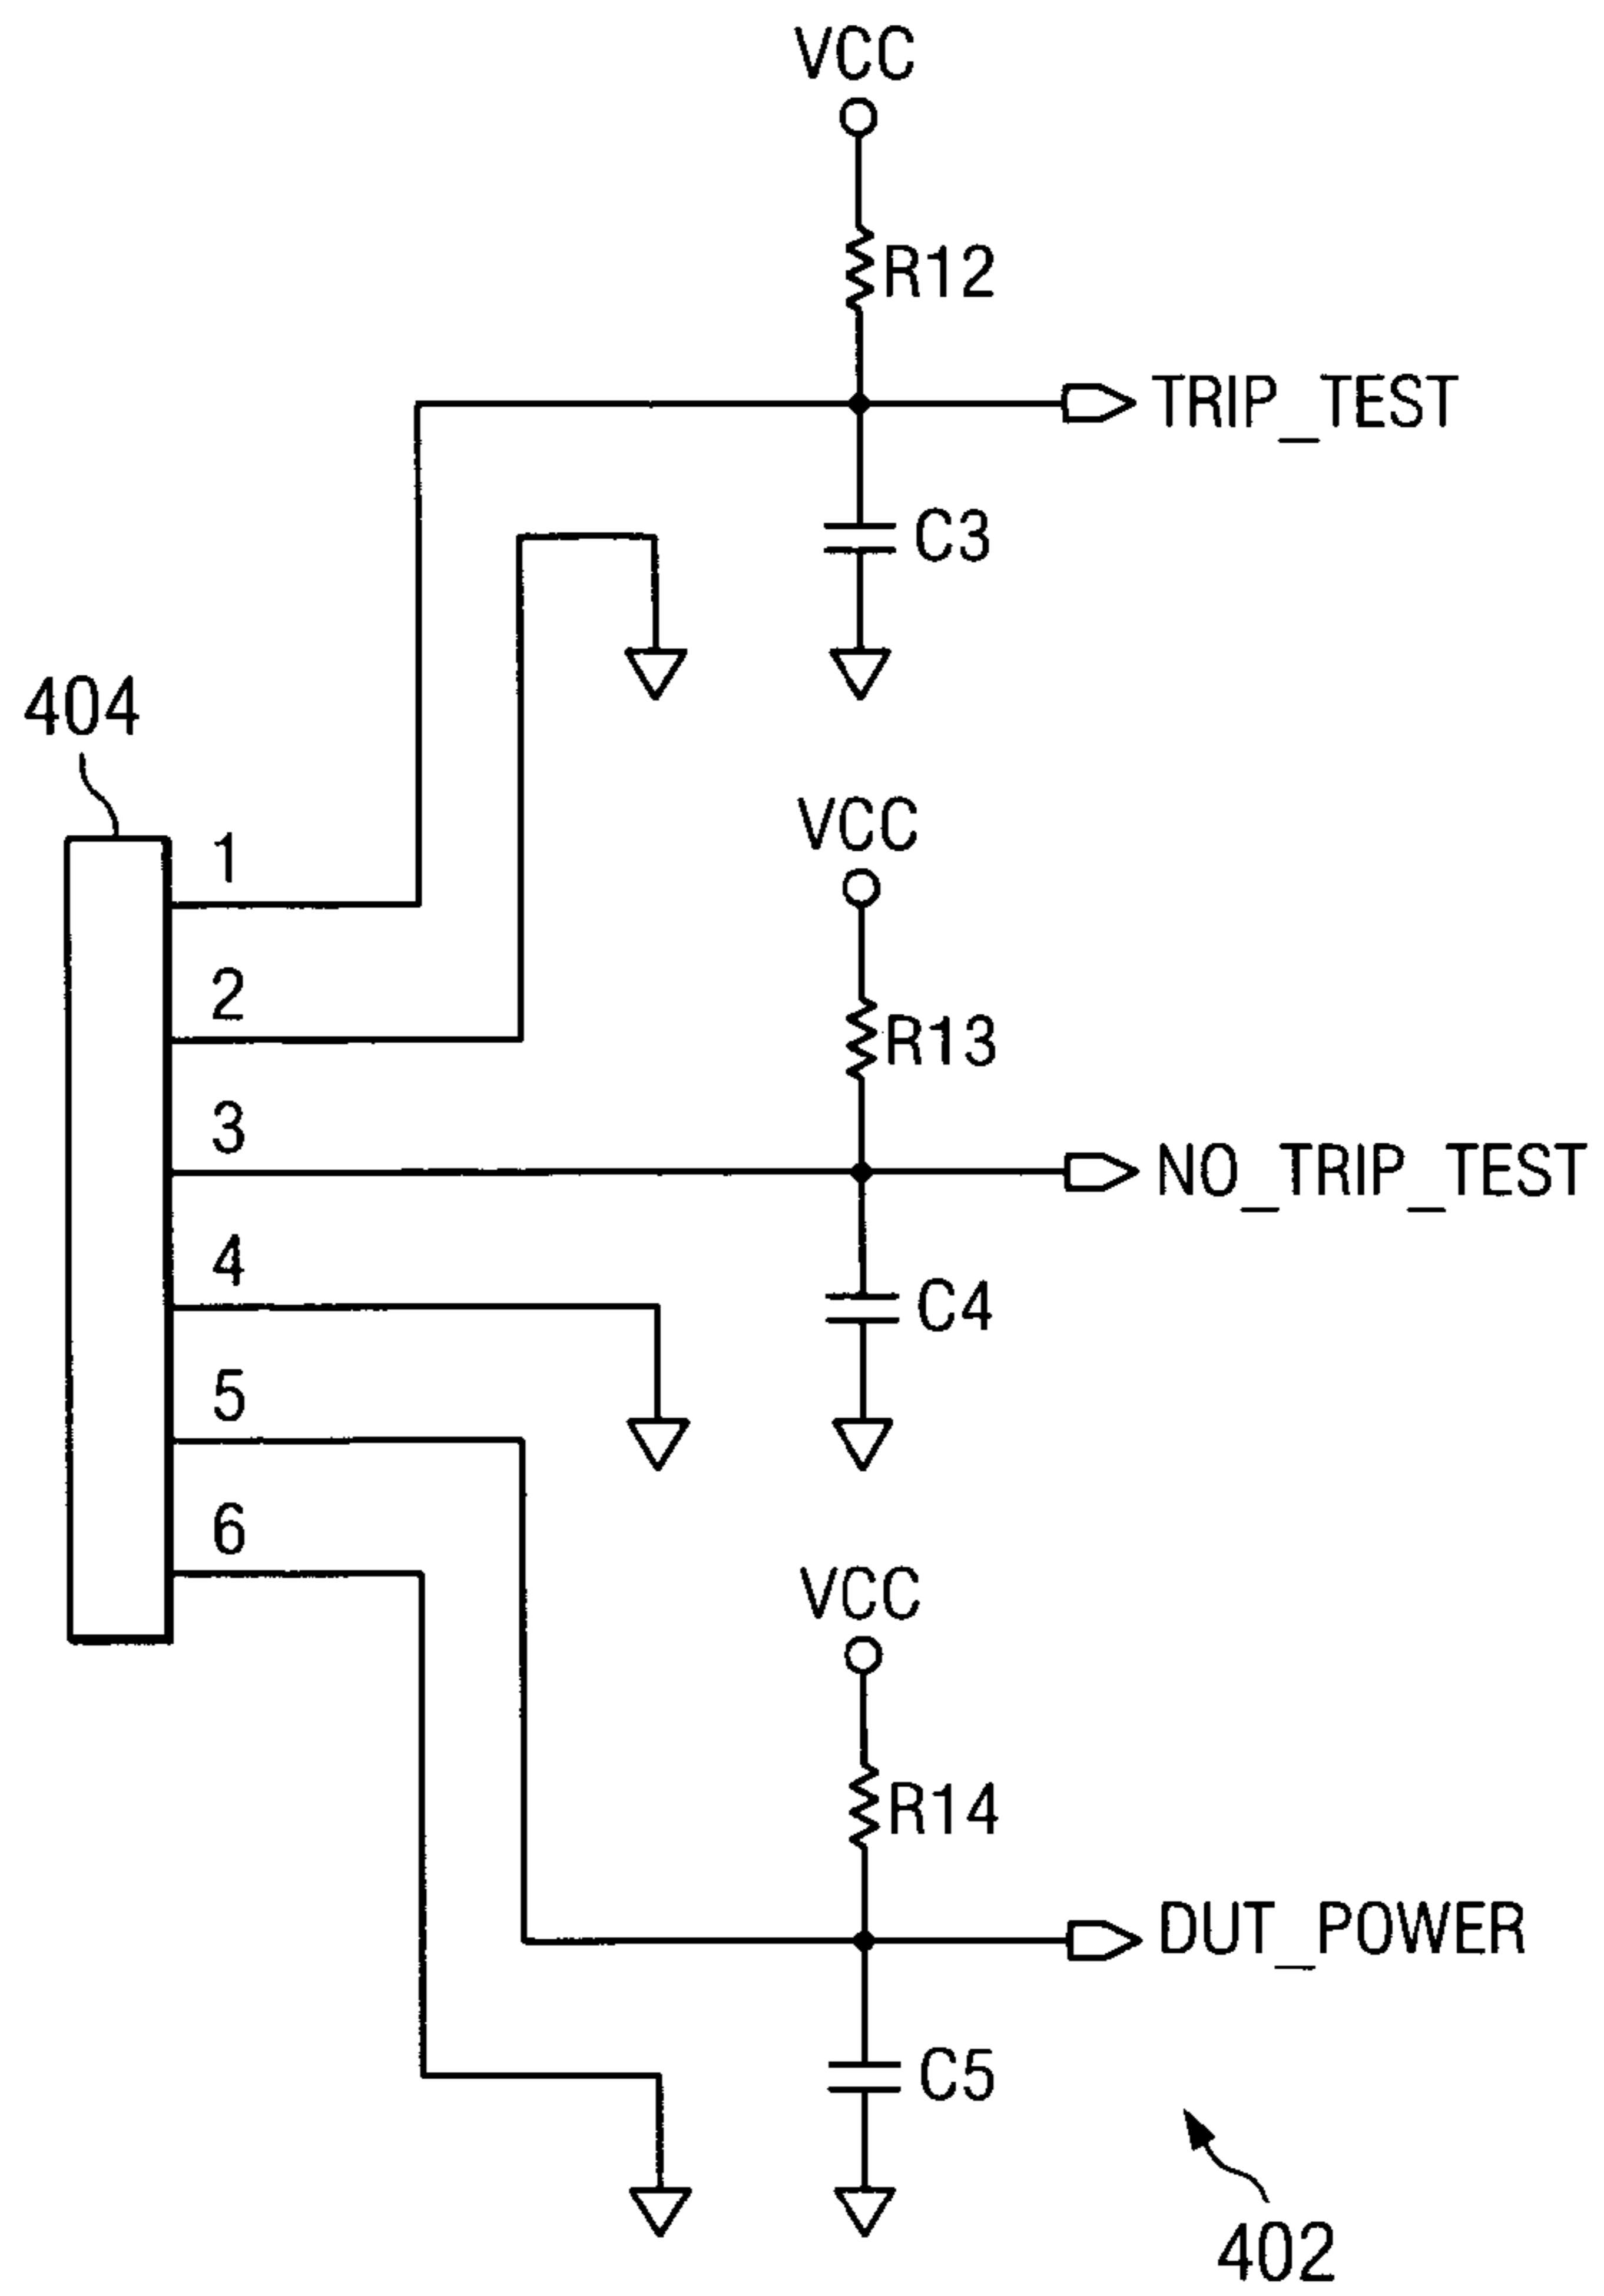 VCC
R12
TRIP_TEST
C3
404
VCC
1
2
R13
3
NO_TRIP_TEST
4
C4
5
6
VCC
R14
DUT_POWER
C5
402